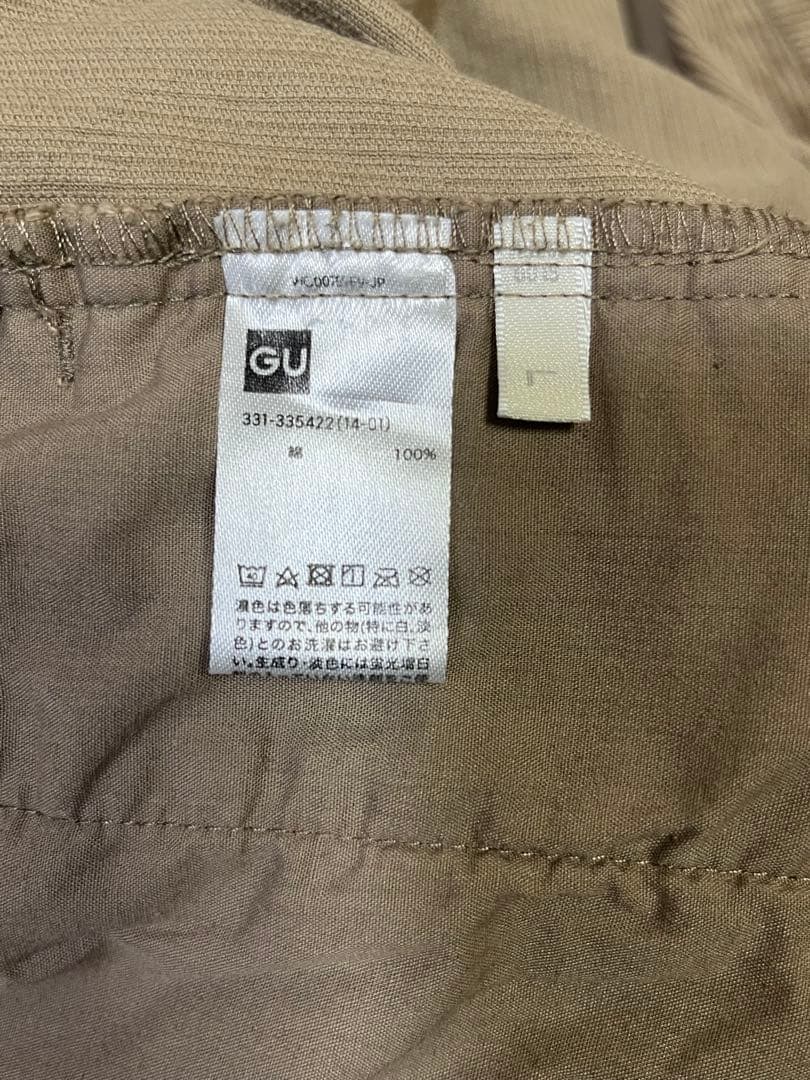 GU
331-335422(14-01)
綿 100%
40
濃色は色落ちする可能性があ
りますので、他の物(特に白、淡
色)とのお洗濯はお避け下さ
い。生成り・淡色には蛍光増白
L